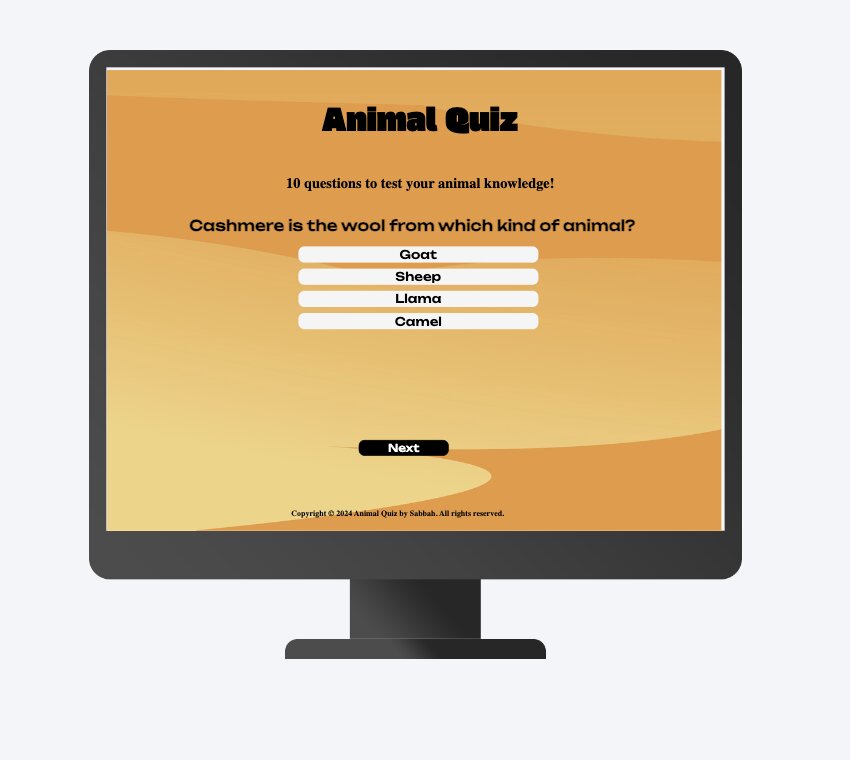 Animal Quiz
10 questions to test your animal knowledge!
Cashmere is the wool from which kind of animal?
Goat
Sheep
Llama
Camel
Next
Copyright © 2024 Animal Quiz by Sabbah. All rights reserved.